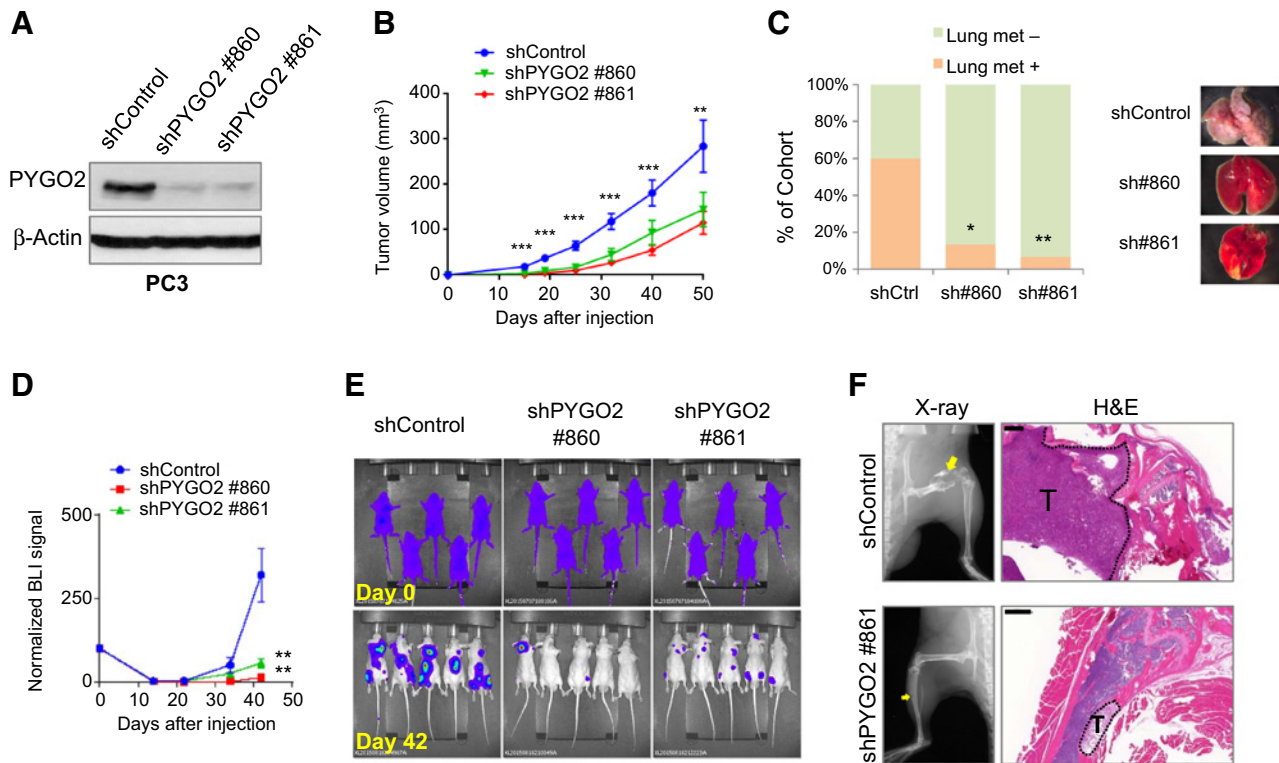 A
shControl
shPYGO2 #860
shPYGO2 #861
PYGO2
β-Actin
PC3
B
shControl
shPYGO2 #860
shPYGO2 #861
Tumor volume (mm³)
400
300
200
100
0
***
***
***
***
***
**
0
10
20
30
40
50
Days after injection
C
Lung met –
Lung met +
% of Cohort
100%
80%
60%
40%
20%
0%
*
**
shCtrl
sh#860
sh#861
shControl
sh#860
sh#861
D
shControl
shPYGO2 #860
shPYGO2 #861
Normalized BLI signal
500
250
0
**
**
0
10
20
30
40
50
Days after injection
E
shControl
shPYGO2
#860
shPYGO2
#861
Day 0
Day 42
F
X-ray
H&E
shControl
T
shPYGO2 #861
T